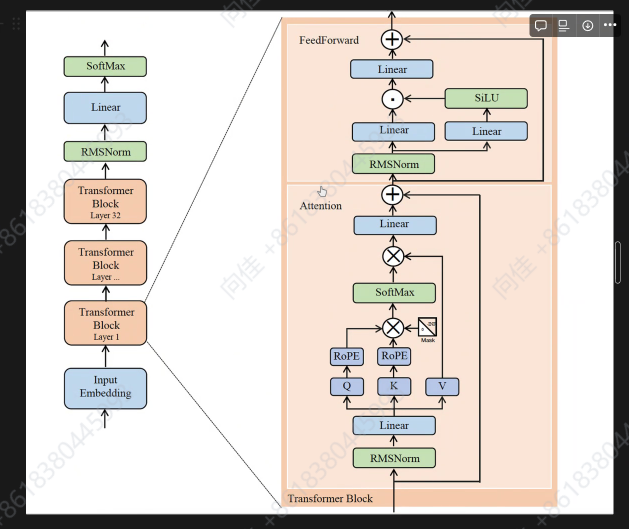 SoftMax
Linear
RMSNorm
Transformer
Block
Layer 32
Transformer
Block
Layer ...
Transformer
Block
Layer 1
Input
Embedding
FeedForward
Linear
SiLU
Linear
Linear
RMSNorm
Attention
Linear
SoftMax
Mask
RoPE
RoPE
Q
K
V
Linear
RMSNorm
Transformer Block
向佳 +8618380445993